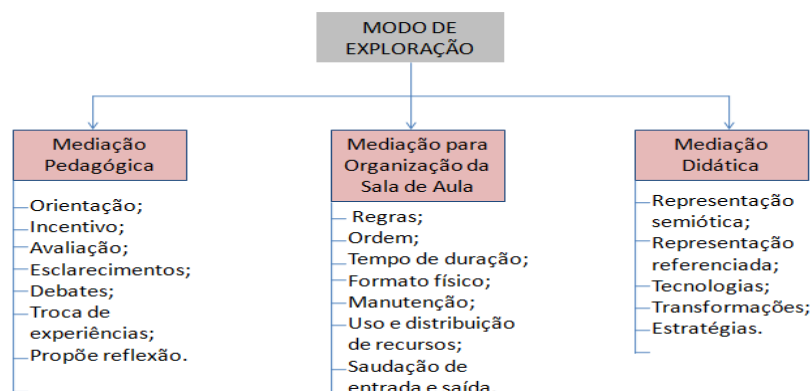 MODO DE
EXPLORAÇÃO
Mediação
Pedagógica
Orientação;
Incentivo;
Avaliação;
Esclarecimentos;
Debates;
Troca de
experiências;
Propõe reflexão.
Mediação para
Organização da
Sala de Aula
Regras;
Ordem;
Tempo de duração;
Formato físico;
Manutenção;
Uso e distribuição
de recursos;
Saudação de
entrada e saída
Mediação
Didática
Representação
semiótica;
Representação
referenciada;
Tecnologias;
Transformações;
Estratégias.